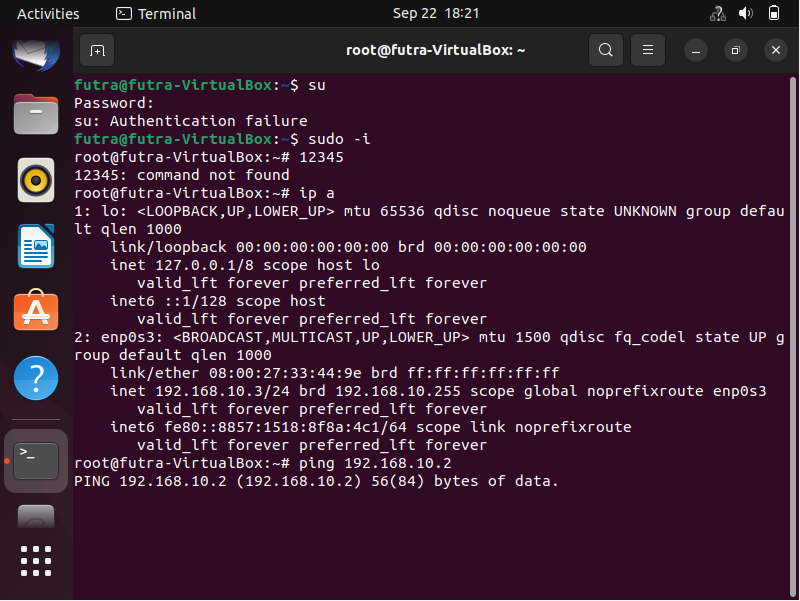 Activities
Terminal
Sep 22 18:21
root@futra-VirtualBox: ~
futra@futra-VirtualBox:~$ su
Password:
su: Authentication failure
futra@futra-VirtualBox:~$ sudo -i
root@futra-VirtualBox:~# 12345
12345: command not found
root@futra-VirtualBox:~# ip a
1: lo: <LOOPBACK,UP,LOWER_UP> mtu 65536 qdisc noqueue state UNKNOWN group defau
lt qlen 1000
    link/loopback 00:00:00:00:00:00 brd 00:00:00:00:00:00
    inet 127.0.0.1/8 scope host lo
       valid_lft forever preferred_lft forever
    inet6 ::1/128 scope host
       valid_lft forever preferred_lft forever
2: enp0s3: <BROADCAST,MULTICAST,UP,LOWER_UP> mtu 1500 qdisc fq_codel state UP g
roup default qlen 1000
    link/ether 08:00:27:33:44:9e brd ff:ff:ff:ff:ff:ff
    inet 192.168.10.3/24 brd 192.168.10.255 scope global noprefixroute enp0s3
       valid_lft forever preferred_lft forever
    inet6 fe80::8857:1518:8f8a:4c1/64 scope link noprefixroute
       valid_lft forever preferred_lft forever
root@futra-VirtualBox:~# ping 192.168.10.2
PING 192.168.10.2 (192.168.10.2) 56(84) bytes of data.